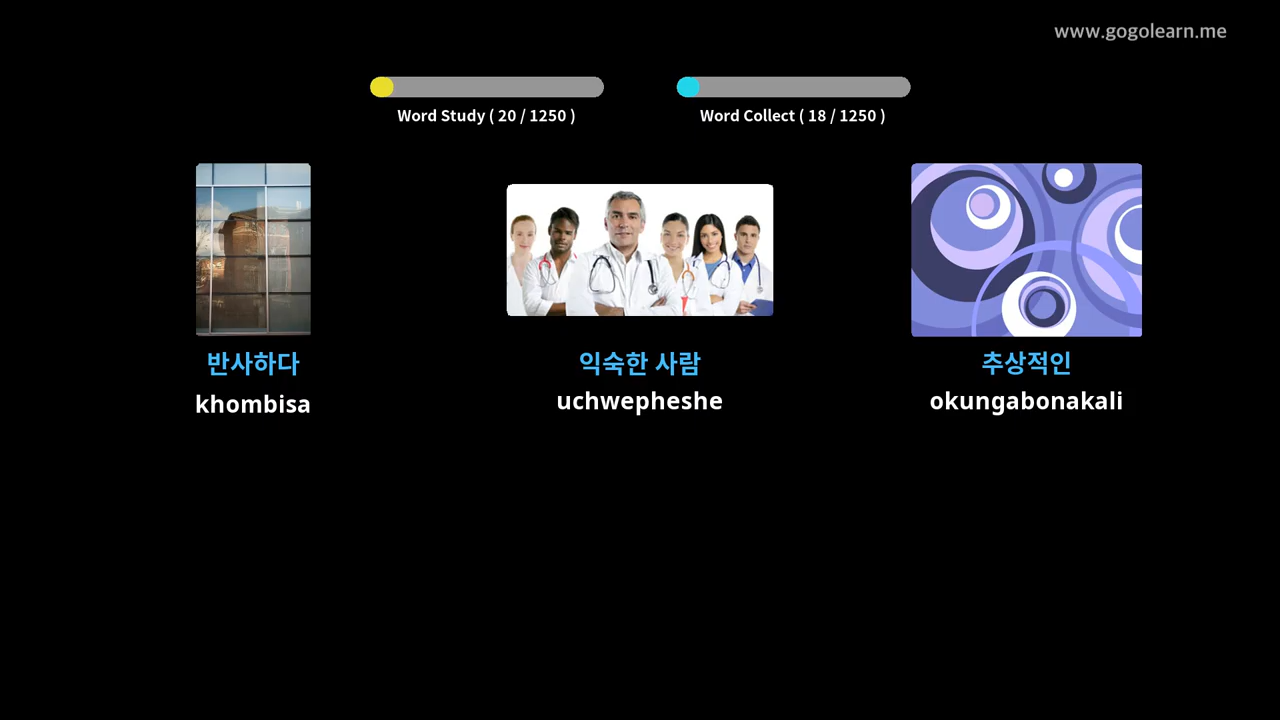 www.gogolearn.me
Word Study ( 20 / 1250 )
Word Collect ( 18 / 1250 )
반사하다
khombisa
익숙한 사람
uchwepheshe
추상적인
okungabonakali